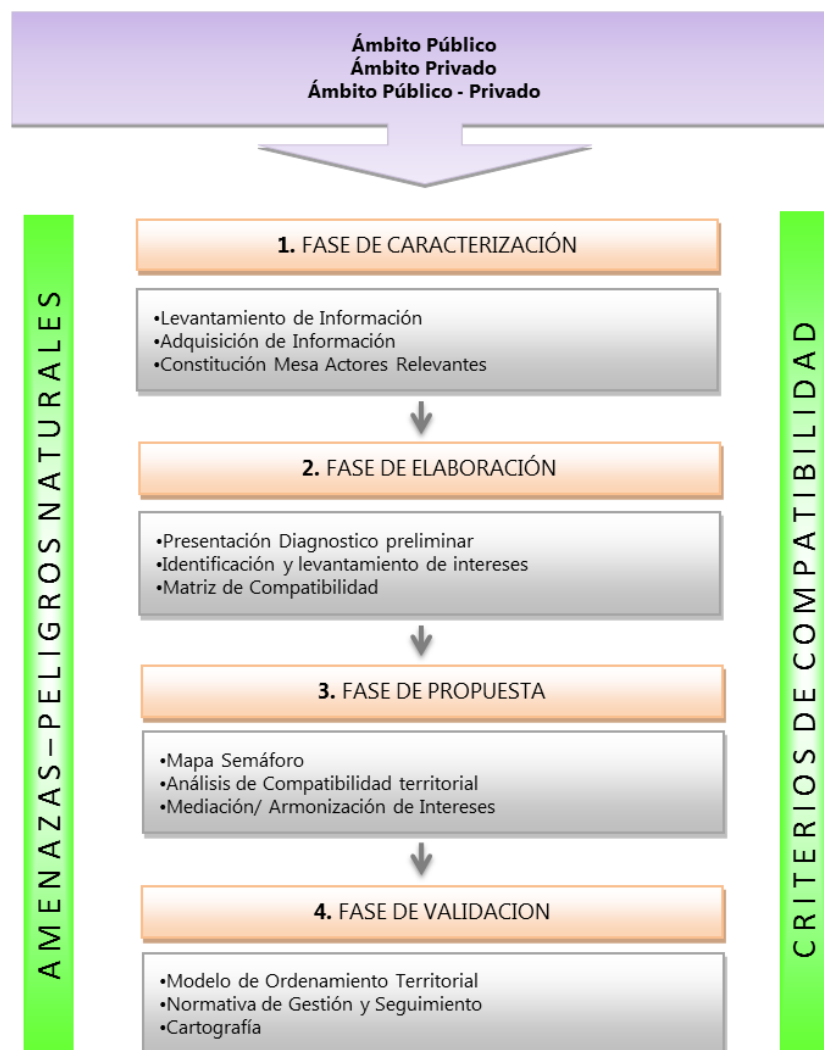 Ámbito Público
Ámbito Privado
Ámbito Público - Privado
AMENAZAS–PELIGROS NATURALES
1. FASE DE CARACTERIZACIÓN
•Levantamiento de Información
•Adquisición de Información
•Constitución Mesa Actores Relevantes
2. FASE DE ELABORACIÓN
•Presentación Diagnostico preliminar
•Identificación y levantamiento de intereses
•Matriz de Compatibilidad
3. FASE DE PROPUESTA
•Mapa Semáforo
•Análisis de Compatibilidad territorial
•Mediación/ Armonización de Intereses
4. FASE DE VALIDACION
•Modelo de Ordenamiento Territorial
•Normativa de Gestión y Seguimiento
•Cartografía
CRITERIOS DE COMPATIBILIDAD